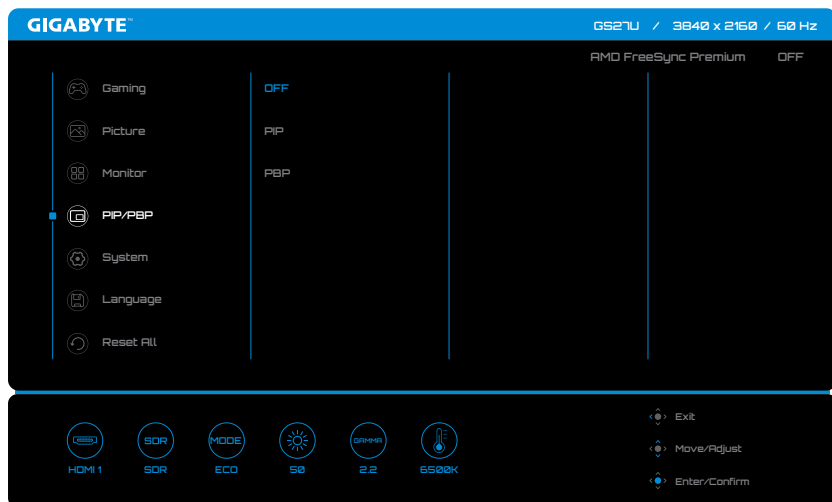 GIGABYTE™ GS27U / 3840 x 2160 / 60 Hz
AMD FreeSync Premium OFF
Gaming OFF
Picture PIP
Monitor PBP
PIP/PBP
System
Language
Reset All
SDR MODE GAMMA
HDMI 1 SDR ECO 50 2.2 6500K
Exit
Move/Adjust
Enter/Confirm